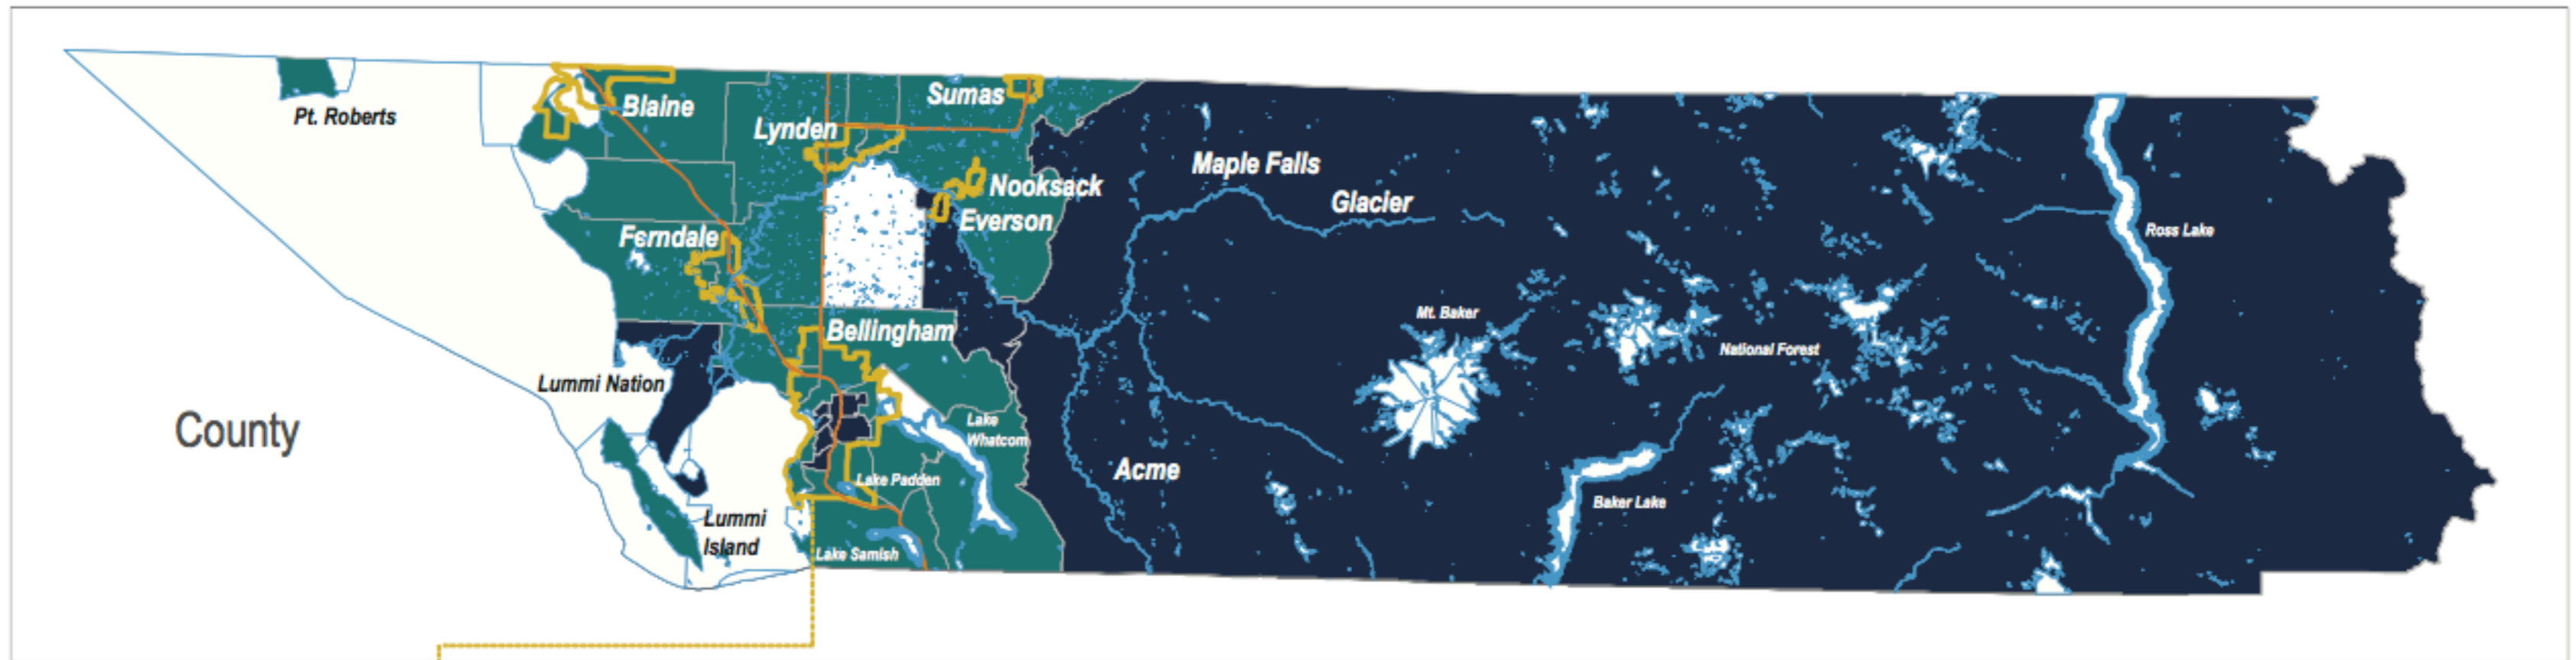 Pt. Roberts
Blaine
Sumas
Lynden
Maple Falls
Nooksack
Everson
Glacier
Ferndale
Ross Lake
Mt. Baker
Bellingham
National Forest
Lummi Nation
County
Lake
Whatcom
Acme
Lake Padden
Baker Lake
Lummi
Island
Lake Samish